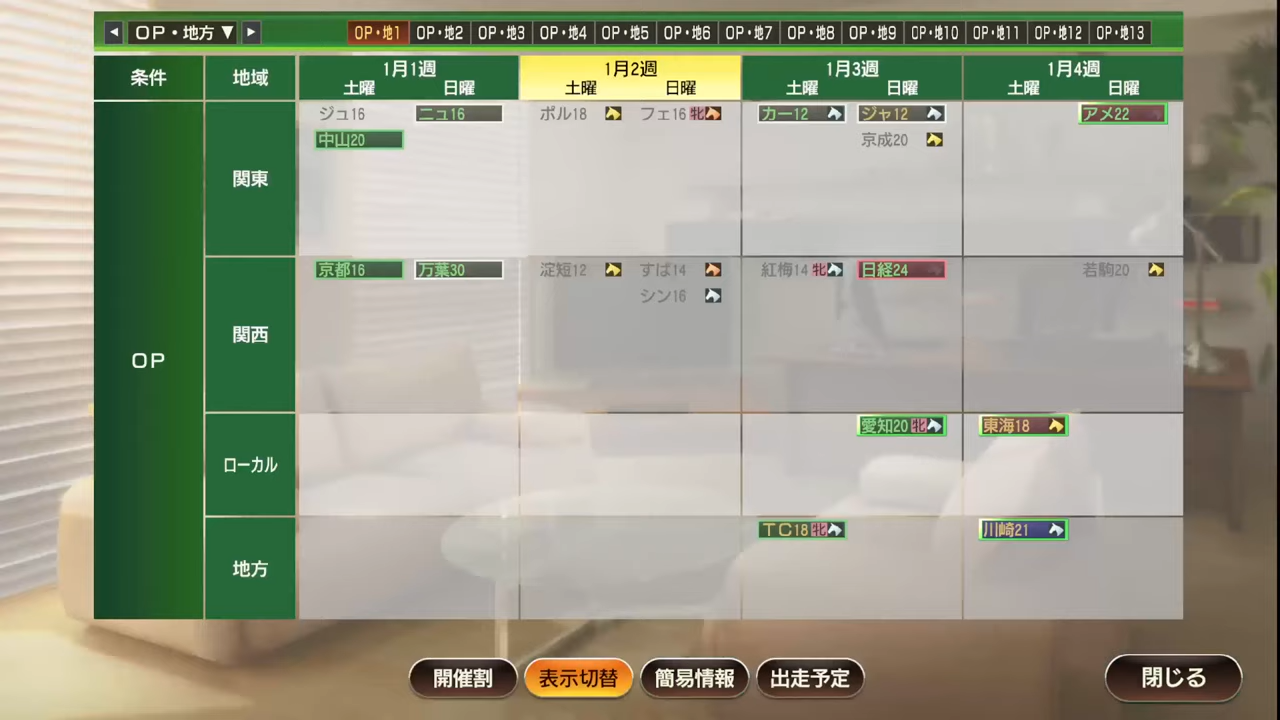 ◀ OP・地方▼ ▶ OP・地1 OP・地2 OP・地3 OP・地4 OP・地5 OP・地6 OP・地7 OP・地8 OP・地9 OP・地10 OP・地11 OP・地12 OP・地13
条件 地域 1月1週 1月2週 1月3週 1月4週
土曜 日曜 土曜 日曜 土曜 日曜 土曜 日曜
OP
関東
ジュ16 ニュ16 ポル18 フェ16牝 カー12 ジャ12 アメ22
中山20 京成20
関西
京都16 万葉30 淀短12 すば14 紅梅14牝 日経24 若駒20
シン16
ローカル
愛知20牝 東海18
地方
TC18牝 川崎21
開催割 表示切替 簡易情報 出走予定 閉じる